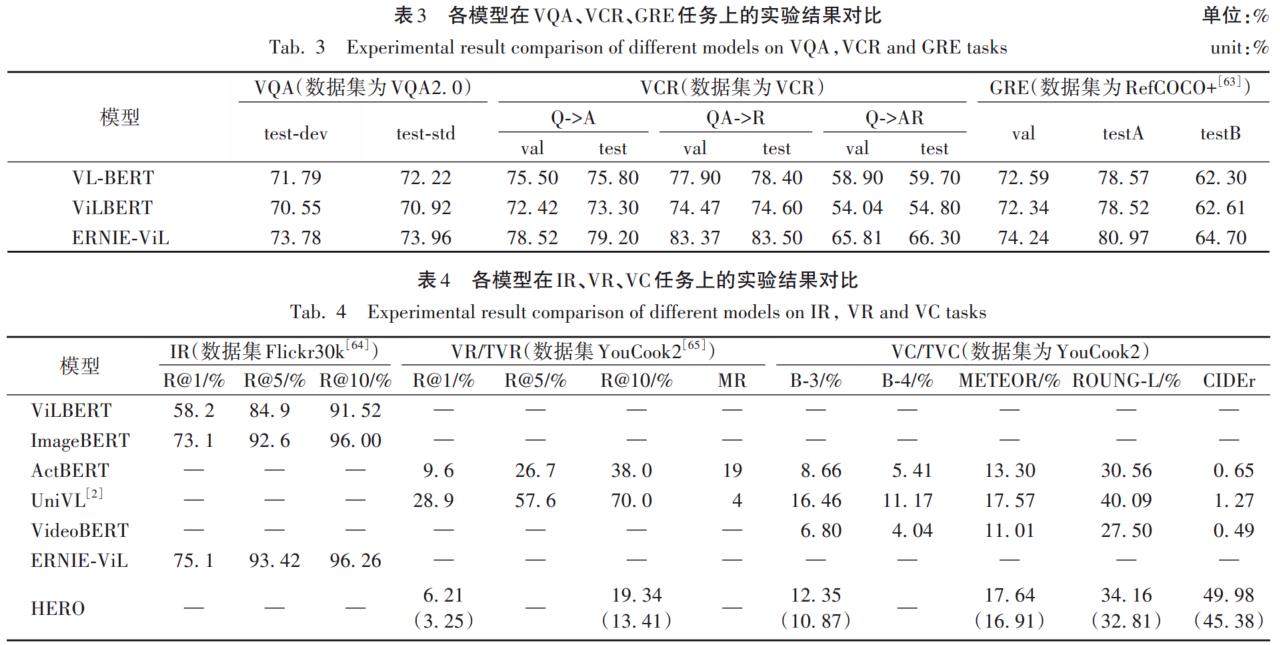 表3 各模型在VQA、VCR、GRE任务上的实验结果对比 单位:%
Tab. 3 Experimental result comparison of different models on VQA,VCR and GRE tasks unit:%
模型 VQA(数据集为VQA2.0) VCR(数据集为VCR) GRE(数据集为RefCOCO+[63])
test-dev test-std Q->A QA->R Q->AR val testA testB
val test val test val test
VL-BERT 71.79 72.22 75.50 75.80 77.90 78.40 58.90 59.70 72.59 78.57 62.30
ViLBERT 70.55 70.92 72.42 73.30 74.47 74.60 54.04 54.80 72.34 78.52 62.61
ERNIE-ViL 73.78 73.96 78.52 79.20 83.37 83.50 65.81 66.30 74.24 80.97 64.70
表4 各模型在IR、VR、VC任务上的实验结果对比
Tab. 4 Experimental result comparison of different models on IR, VR and VC tasks
模型 IR(数据集Flickr30k[64]) VR/TVR(数据集YouCook2[65]) VC/TVC(数据集为YouCook2)
R@1/% R@5/% R@10/% R@1/% R@5/% R@10/% MR B-3/% B-4/% METEOR/% ROUNG-L/% CIDEr
ViLBERT 58.2 84.9 91.52 — — — — — — — — —
ImageBERT 73.1 92.6 96.00 — — — — — — — — —
ActBERT — — — 9.6 26.7 38.0 19 8.66 5.41 13.30 30.56 0.65
UniVL[2] — — — 28.9 57.6 70.0 4 16.46 11.17 17.57 40.09 1.27
VideoBERT — — — — — — — 6.80 4.04 11.01 27.50 0.49
ERNIE-ViL 75.1 93.42 96.26 — — — — — — — — —
HERO — — — 6.21 — 19.34 — 12.35 — 17.64 34.16 49.98
(3.25) (13.41) (10.87) (16.91) (32.81) (45.38)